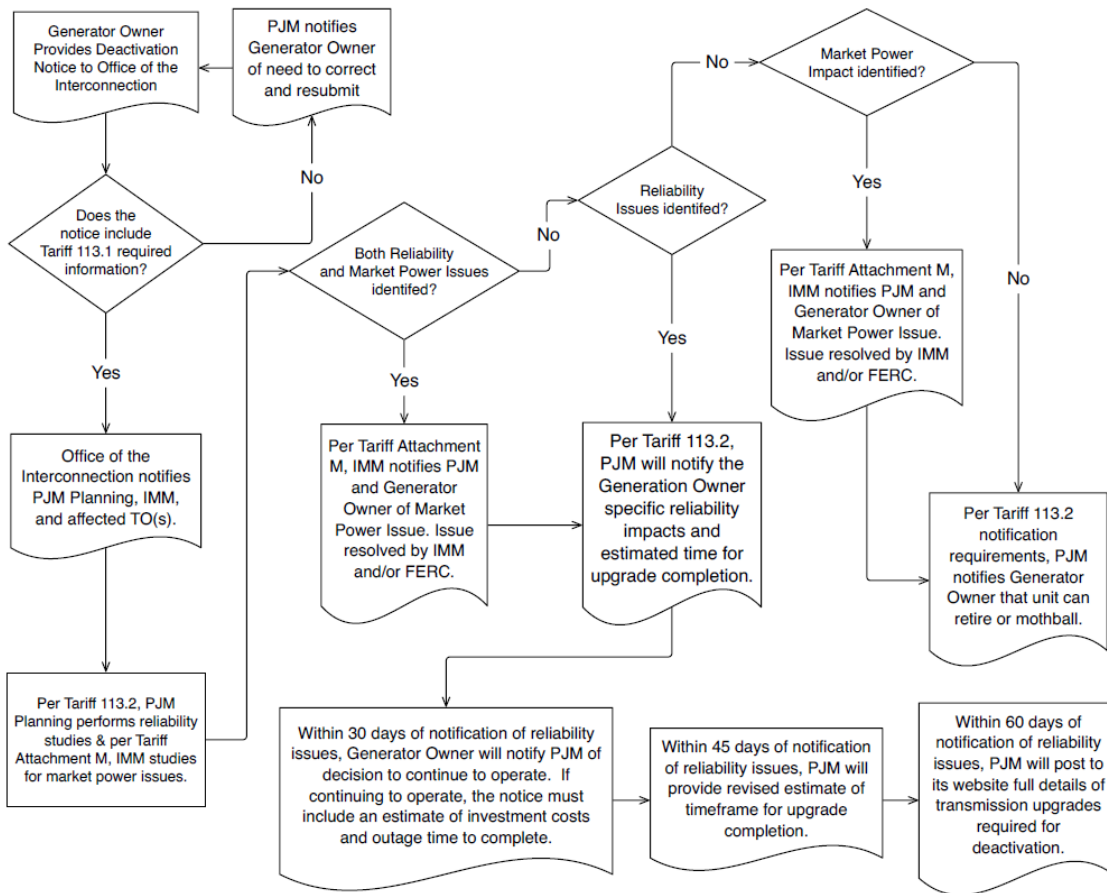 Generator Owner
Provides Deactivation
Notice to Office of the
Interconnection
PJM notifies
Generator Owner
of need to correct
and resubmit
No
Does the
notice include
Tariff 113.1 required
information?
Yes
Office of the
Interconnection notifies
PJM Planning, IMM,
and affected TO(s).
Per Tariff 113.2, PJM
Planning performs reliability
studies & per Tariff
Attachment M, IMM studies
for market power issues.
Both Reliability
and Market Power Issues
identifed?
No
Yes
Per Tariff Attachment
M, IMM notifies PJM
and Generator
Owner of Market
Power Issue. Issue
resolved by IMM
and/or FERC.
Reliability
Issues identifed?
No
Yes
Per Tariff 113.2,
PJM will notify the
Generation Owner
specific reliability
impacts and
estimated time for
upgrade completion.
Market Power
Impact identified?
Yes
No
Per Tariff Attachment M,
IMM notifies PJM and
Generator Owner of
Market Power Issue.
Issue resolved by IMM
and/or FERC.
Per Tariff 113.2
notification
requirements, PJM
notifies Generator
Owner that unit can
retire or mothball.
Within 30 days of notification of reliability
issues, Generator Owner will notify PJM of
decision to continue to operate. If
continuing to operate, the notice must
include an estimate of investment costs
and outage time to complete.
Within 45 days of notification
of reliability issues, PJM will
provide revised estimate of
timeframe for upgrade
completion.
Within 60 days of
notification of reliability
issues, PJM will post to
its website full details of
transmission upgrades
required for
deactivation.